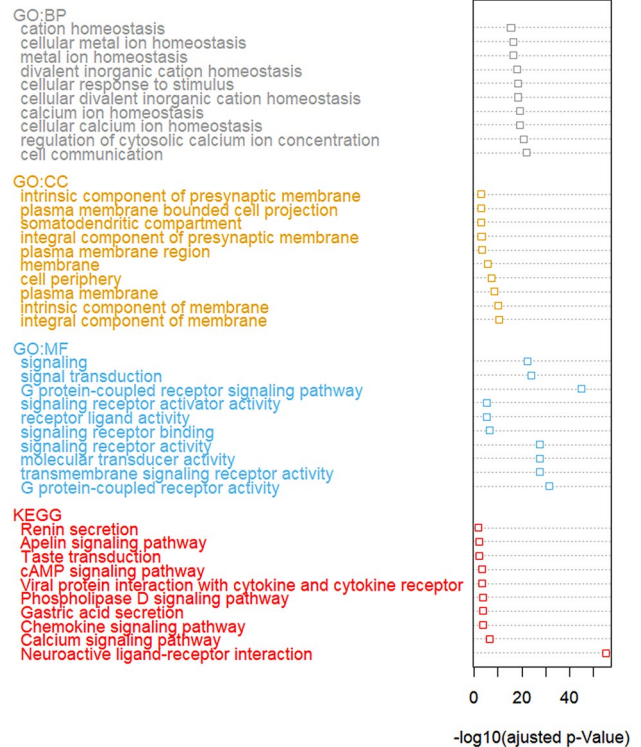 GO:BP
cation homeostasis
cellular metal ion homeostasis
metal ion homeostasis
divalent inorganic cation homeostasis
cellular response to stimulus
cellular divalent inorganic cation homeostasis
calcium ion homeostasis
cellular calcium ion homeostasis
regulation of cytosolic calcium ion concentration
cell communication
GO:CC
intrinsic component of presynaptic membrane
plasma membrane bounded cell projection
somatodendritic compartment
integral component of presynaptic membrane
plasma membrane region
membrane
cell periphery
plasma membrane
intrinsic component of membrane
integral component of membrane
GO:MF
signaling
signal transduction
G protein-coupled receptor signaling pathway
signaling receptor activator activity
receptor ligand activity
signaling receptor binding
signaling receptor activity
molecular transducer activity
transmembrane signaling receptor activity
G protein-coupled receptor activity
KEGG
Renin secretion
Apelin signaling pathway
Taste transduction
cAMP signaling pathway
Viral protein interaction with cytokine and cytokine receptor
Phospholipase D signaling pathway
Gastric acid secretion
Chemokine signaling pathway
Calcium signaling pathway
Neuroactive ligand-receptor interaction
0 20 40
-log10(ajusted p-Value)